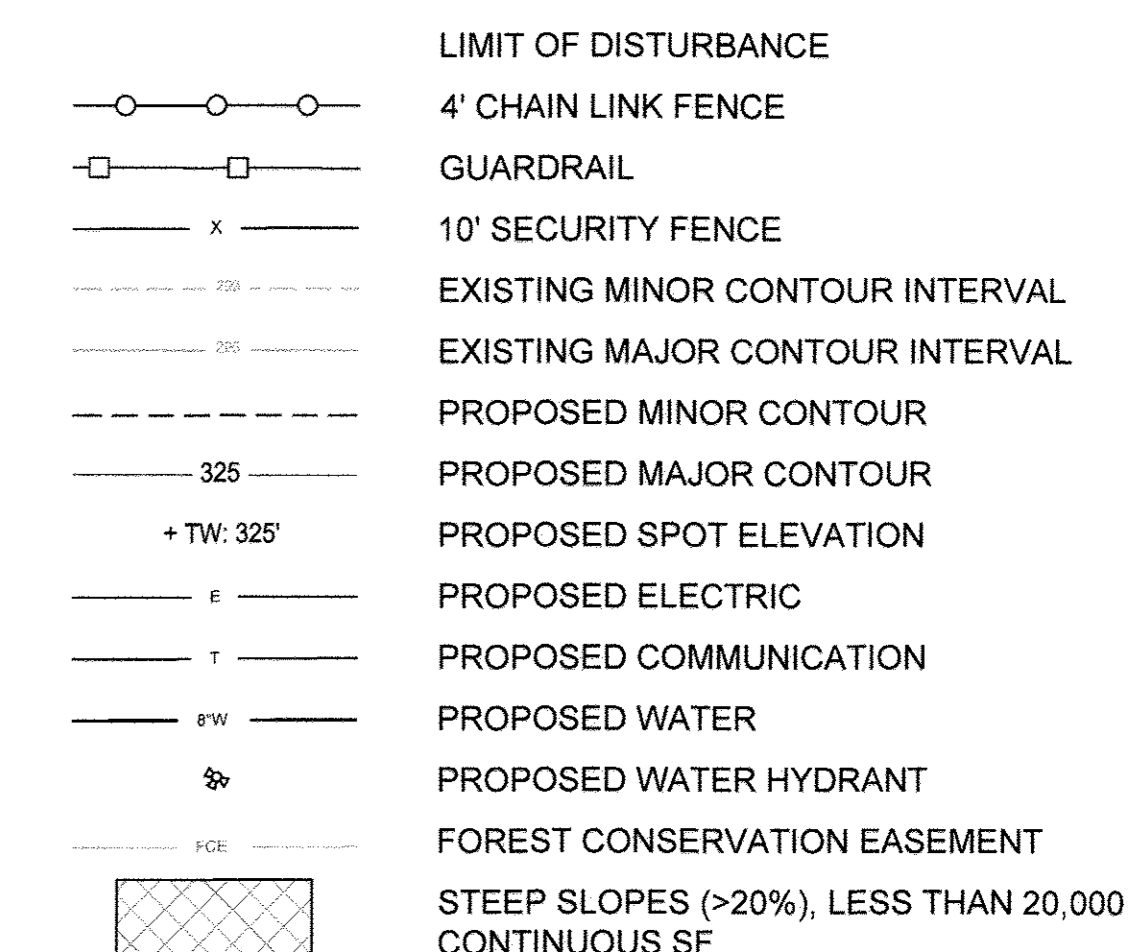 LIMIT OF DISTURBANCE
4' CHAIN LINK FENCE
GUARDRAIL
X 10' SECURITY FENCE
EXISTING MINOR CONTOUR INTERVAL
EXISTING MAJOR CONTOUR INTERVAL
PROPOSED MINOR CONTOUR
325 PROPOSED MAJOR CONTOUR
+ TW: 325' PROPOSED SPOT ELEVATION
E PROPOSED ELECTRIC
T PROPOSED COMMUNICATION
8"W PROPOSED WATER
PROPOSED WATER HYDRANT
FCE FOREST CONSERVATION EASEMENT
STEEP SLOPES (>20%), LESS THAN 20,000
CONTINUOUS SF